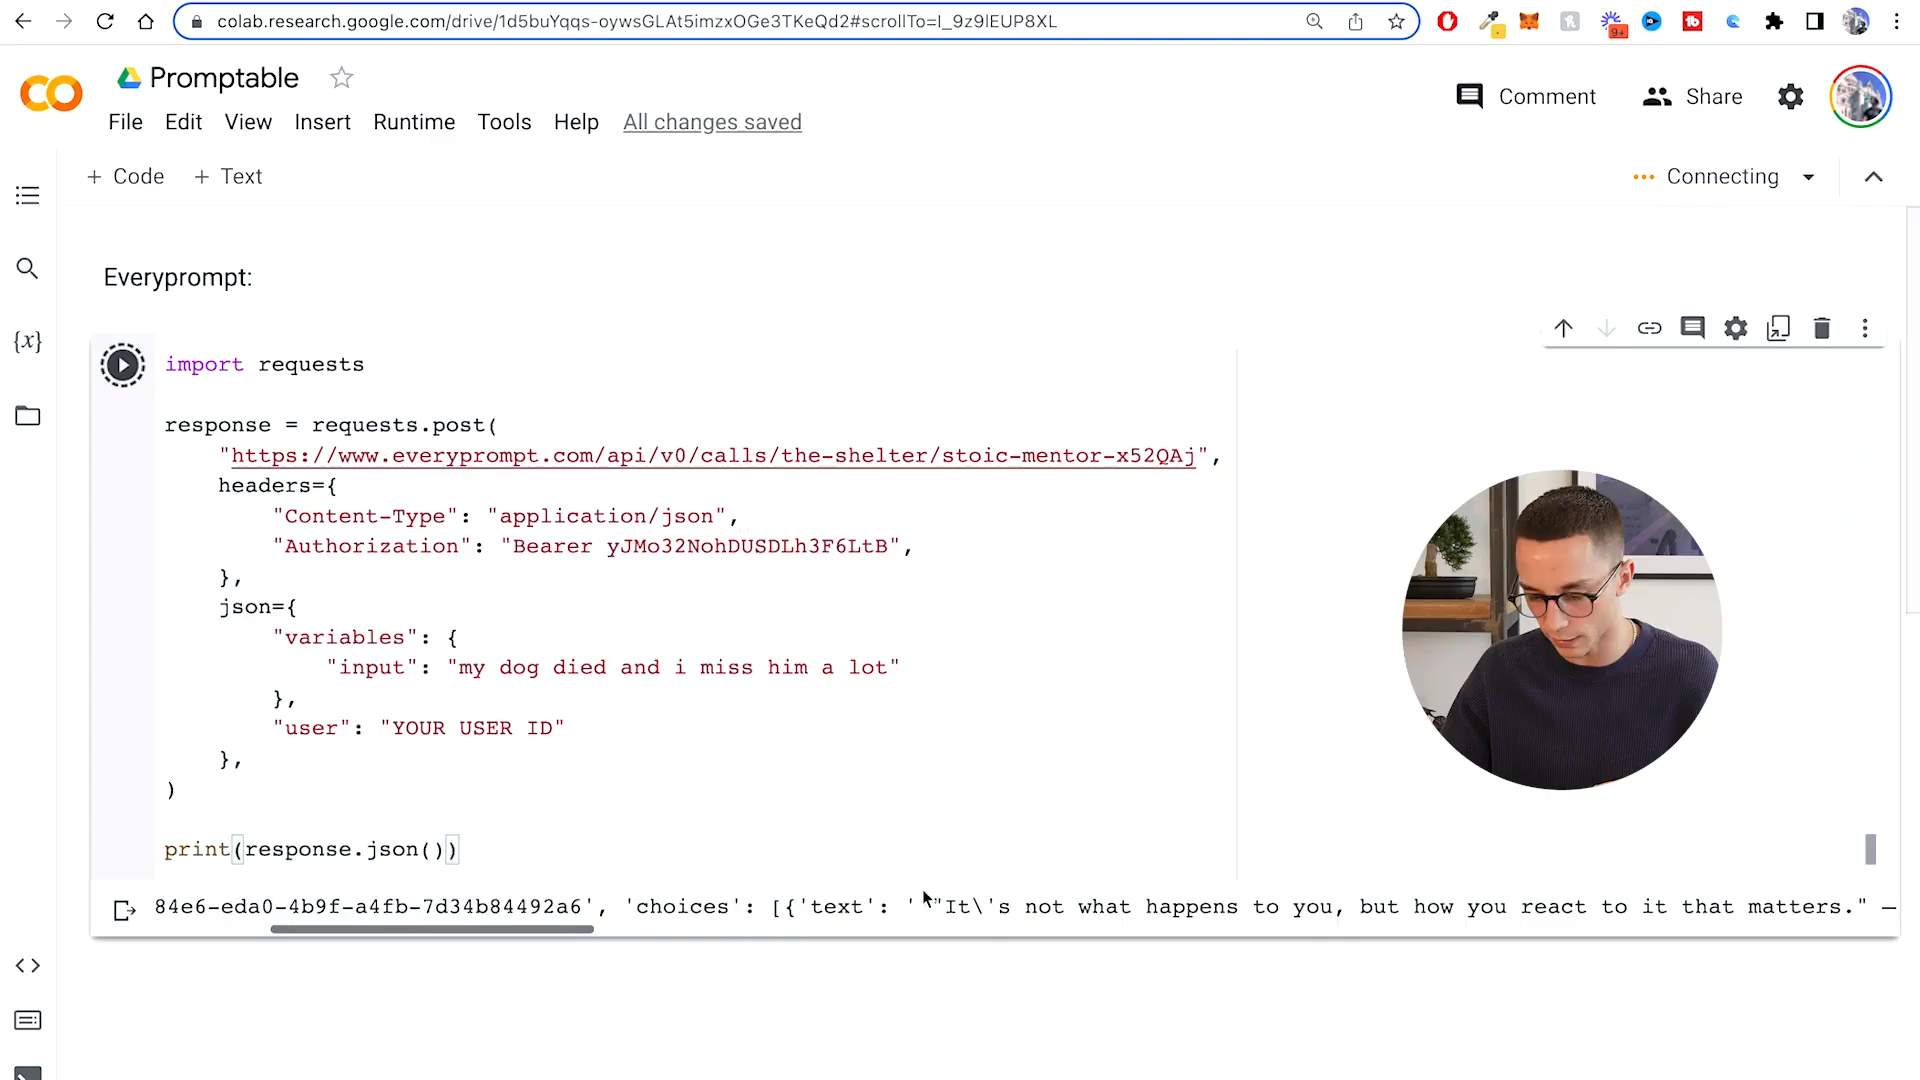 colab.research.google.com/drive/1d5buYqqs-oywsGLAt5imzxOGe3TKeQd2#scrollTo=I_9z9lEUP8XL
9+
CO
Promptable
File Edit View Insert Runtime Tools Help All changes saved
Comment Share
+ Code + Text
Connecting
{x}
Everyprompt:
import requests
response = requests.post(
"https://www.everyprompt.com/api/v0/calls/the-shelter/stoic-mentor-x52QAj",
headers={
"Content-Type": "application/json",
"Authorization": "Bearer yJMo32NohDUSDLh3F6LtB",
},
json={
"variables": {
"input": "my dog died and i miss him a lot"
},
"user": "YOUR USER ID"
},
)
print(response.json())
84e6-eda0-4b9f-a4fb-7d34b84492a6', 'choices': [{'text': ' "It\'s not what happens to you, but how you react to it that matters." —